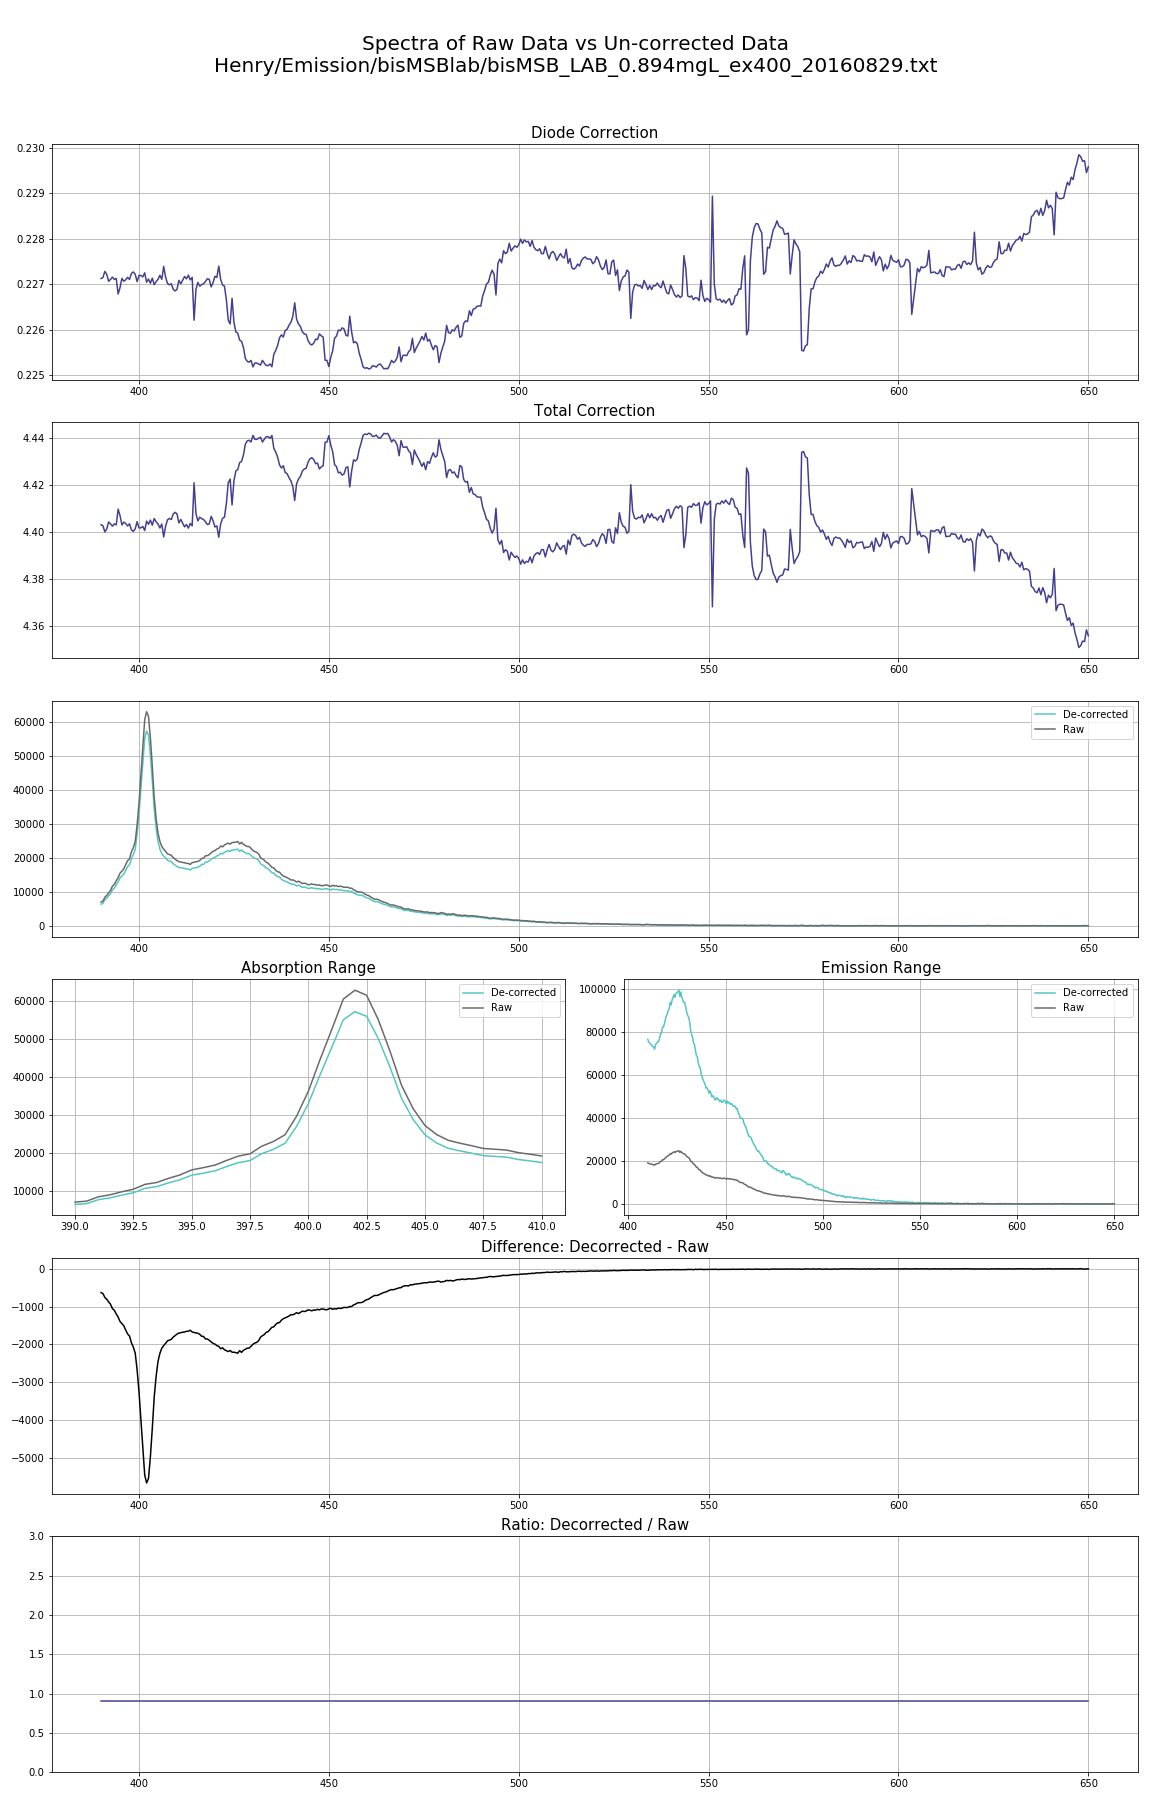 Spectra of Raw Data vs Un-corrected Data
Henry/Emission/bisMSBlab/bisMSB_LAB_0.894mgL_ex400_20160829.txt
Diode Correction
0.230
0.229
0.228
0.227
0.226
0.225
400 450 500 550 600 650
Total Correction
4.44
4.42
4.40
4.38
4.36
400 450 500 550 600 650
De-corrected
Raw
60000
50000
40000
30000
20000
10000
0
400 450 500 550 600 650
Absorption Range
De-corrected
Raw
60000
50000
40000
30000
20000
10000
390.0 392.5 395.0 397.5 400.0 402.5 405.0 407.5 410.0
Emission Range
De-corrected
Raw
100000
80000
60000
40000
20000
0
400 450 500 550 600 650
Difference: Decorrected - Raw
0
−1000
−2000
−3000
−4000
−5000
400 450 500 550 600 650
Ratio: Decorrected / Raw
3.0
2.5
2.0
1.5
1.0
0.5
0.0
400 450 500 550 600 650